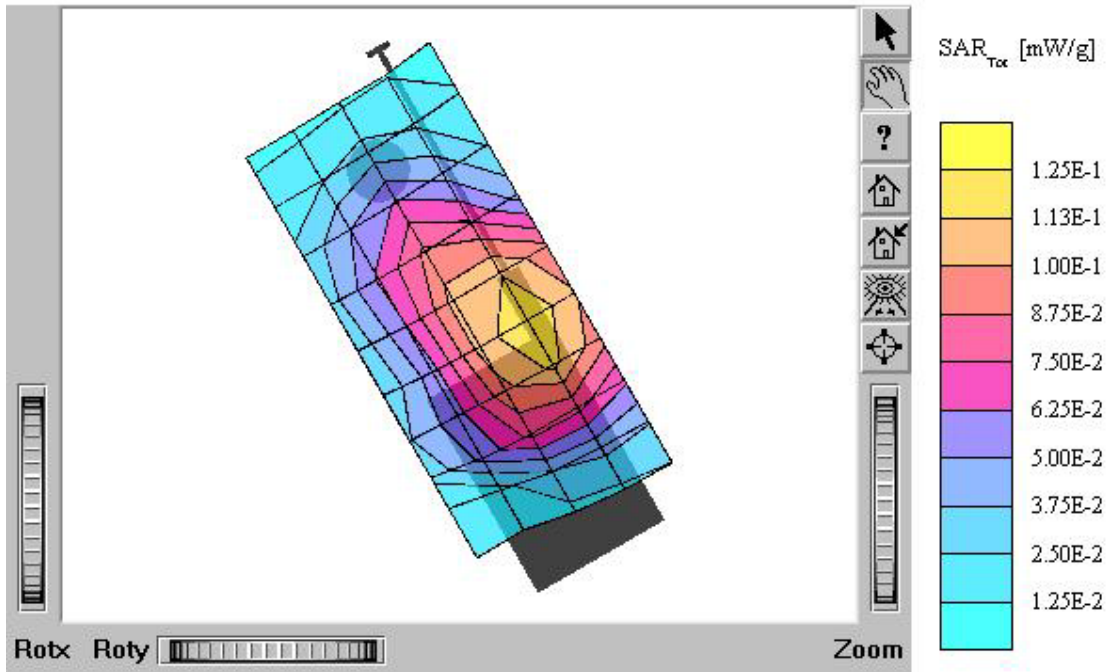 SARTot [mW/g]
?
1.25E-1
1.13E-1
1.00E-1
8.75E-2
7.50E-2
6.25E-2
5.00E-2
3.75E-2
2.50E-2
1.25E-2
Rotx Roty Zoom